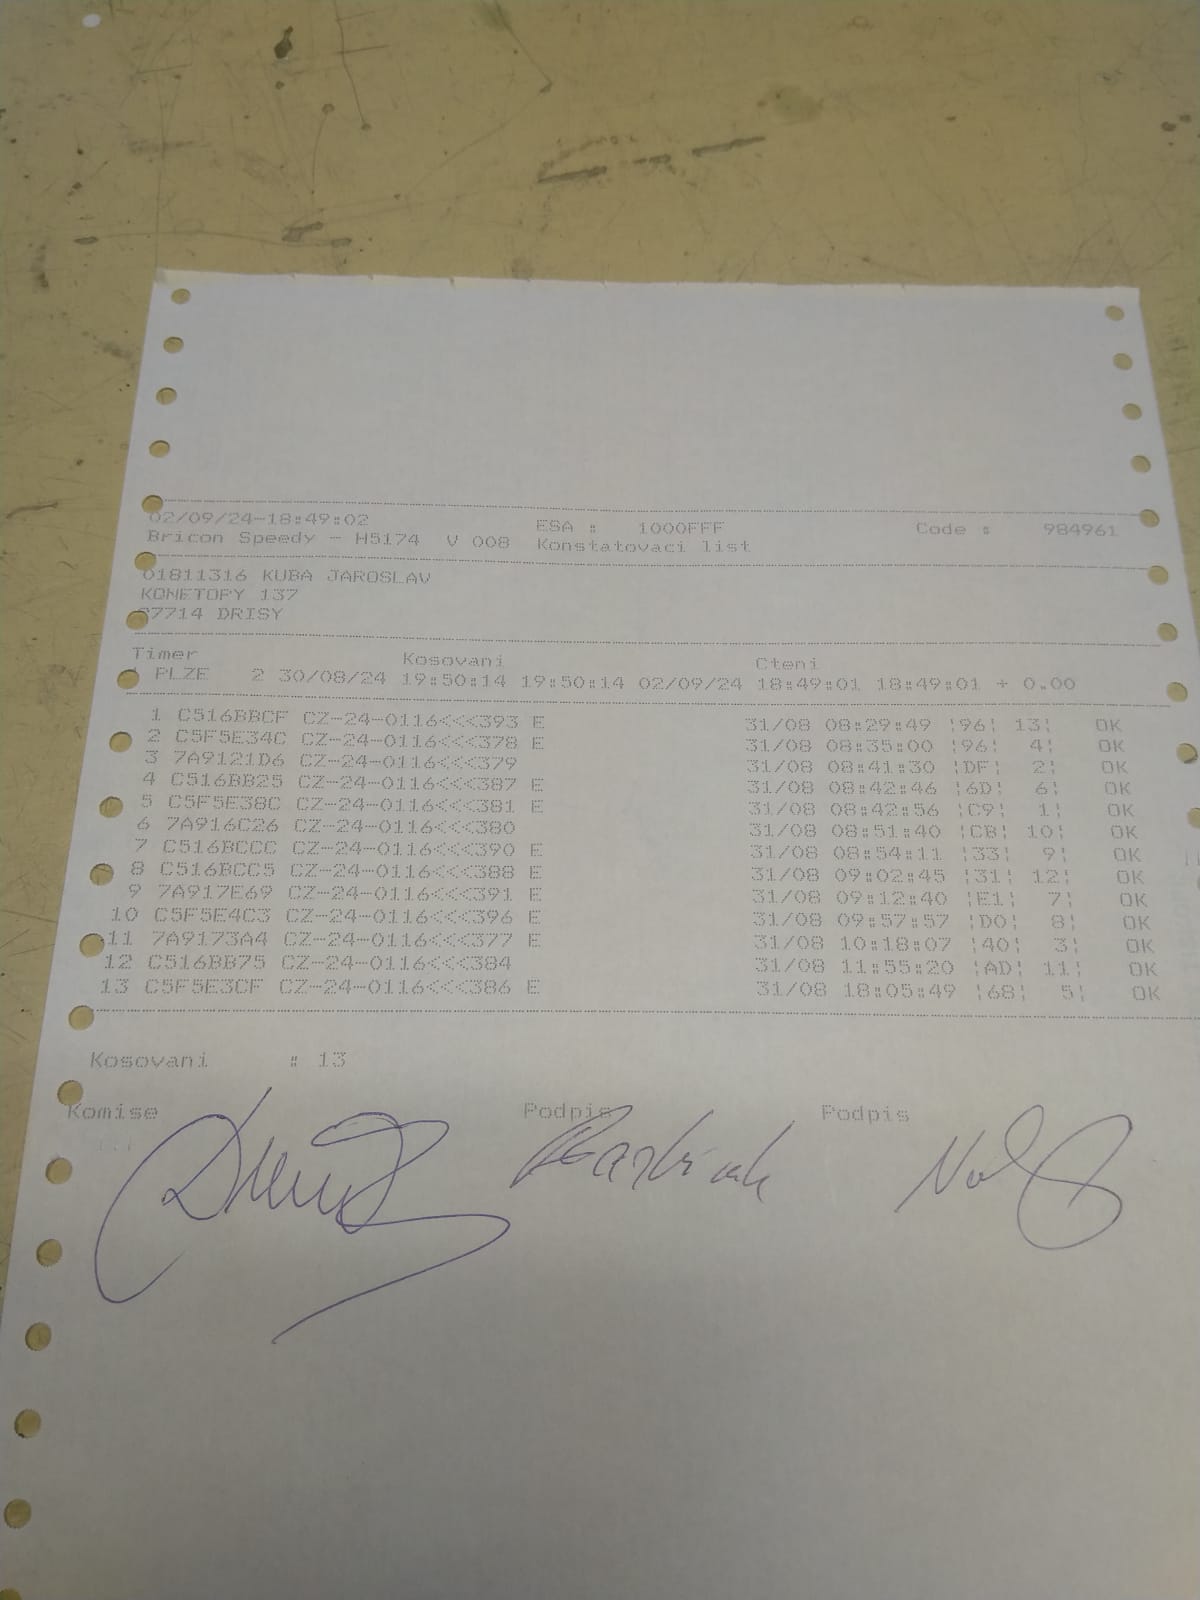 02/09/24-18:49:02 ESA : 1000FFF Code : 984961
Bricon Speedy - H5174 V 008 Konstatovaci list
01811316 KUBA JAROSLAV
KONETOPY 137
27714 DRISY
Timer Kosovani Cteni
PLZE 2 30/08/24 19:50:14 19:50:14 02/09/24 18:49:01 18:49:01 + 0.00
1 C516BBCF CZ-24-0116<<<393 E 31/08 08:29:49 ¦96¦ 13¦ OK
2 C5F5E34C CZ-24-0116<<<378 E 31/08 08:35:00 ¦96¦ 4¦ OK
3 7A9121D6 CZ-24-0116<<<379 31/08 08:41:30 ¦DF¦ 2¦ OK
4 C516BB25 CZ-24-0116<<<387 E 31/08 08:42:46 ¦6D¦ 6¦ OK
5 C5F5E38C CZ-24-0116<<<381 E 31/08 08:42:56 ¦C9¦ 1¦ OK
6 7A916C26 CZ-24-0116<<<380 31/08 08:51:40 ¦CB¦ 10¦ OK
7 C516BCCC CZ-24-0116<<<390 E 31/08 08:54:11 ¦33¦ 9¦ OK
8 C516BCC5 CZ-24-0116<<<388 E 31/08 09:02:45 ¦31¦ 12¦ OK
9 7A917E69 CZ-24-0116<<<391 E 31/08 09:12:40 ¦E1¦ 7¦ OK
10 C5F5E4C3 CZ-24-0116<<<396 E 31/08 09:57:57 ¦D0¦ 8¦ OK
11 7A9173A4 CZ-24-0116<<<377 E 31/08 10:18:07 ¦40¦ 3¦ OK
12 C516BB75 CZ-24-0116<<<384 31/08 11:55:20 ¦AD¦ 11¦ OK
13 C5F5E3CF CZ-24-0116<<<386 E 31/08 18:05:49 ¦68¦ 5¦ OK
Kosovani : 13
Komise Podpis Podpis